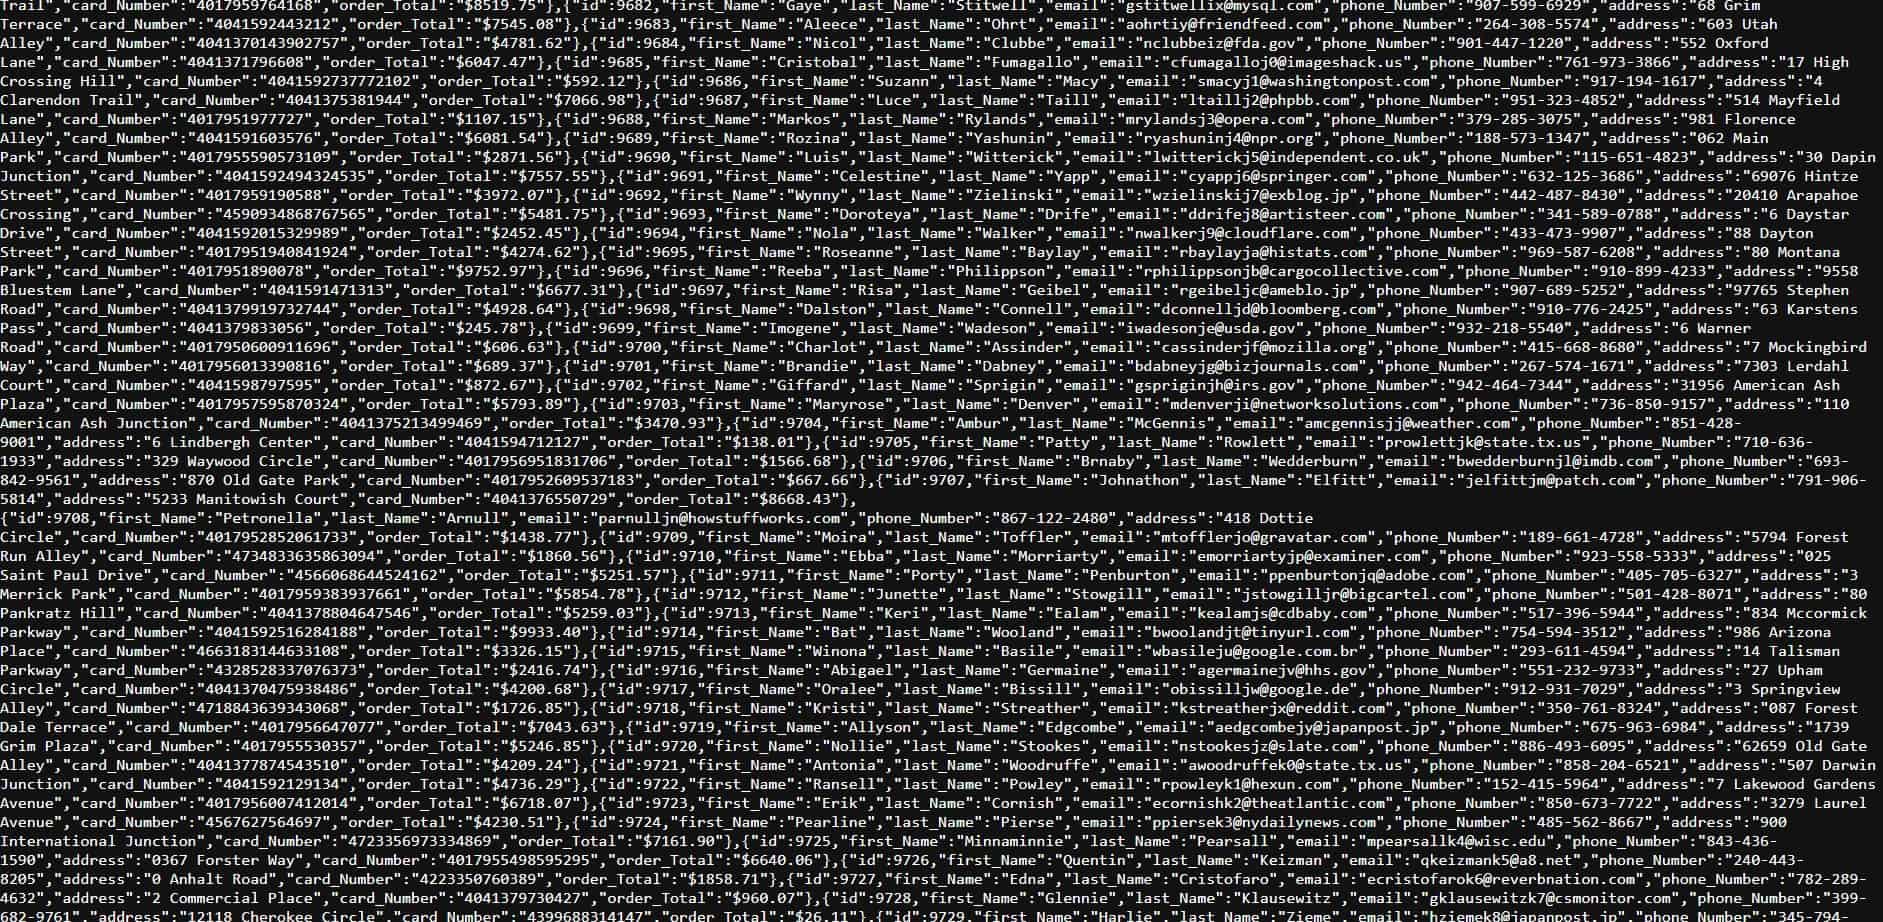 Trail","card_Number":"4017959764168","order_Total":"$8519.75"},{"id":9682,"first_Name":"Gaye","last_Name":"Stitwell","email":"gstitwellix@mysql.com","phone_Number":"907-599-6929","address":"68 Grim
Terrace","card_Number":"4041592443212","order_Total":"$7545.08"},{"id":9683,"first_Name":"Aleece","last_Name":"Ohrt","email":"aohrtiy@friendfeed.com","phone_Number":"264-308-5574","address":"603 Utah
Alley","card_Number":"4041370143902757","order_Total":"$4781.62"},{"id":9684,"first_Name":"Nicol","last_Name":"Clubbe","email":"nclubbeiz@fda.gov","phone_Number":"901-447-1220","address":"552 Oxford
Lane","card_Number":"4041371796608","order_Total":"$6047.47"},{"id":9685,"first_Name":"Cristobal","last_Name":"Fumagallo","email":"cfumagalloj0@imageshack.us","phone_Number":"761-973-3866","address":"17 High
Crossing Hill","card_Number":"4041592737772102","order_Total":"$592.12"},{"id":9686,"first_Name":"Suzann","last_Name":"Macy","email":"smacyj1@washingtonpost.com","phone_Number":"917-194-1617","address":"4
Clarendon Trail","card_Number":"4041375381944","order_Total":"$7066.98"},{"id":9687,"first_Name":"Luce","last_Name":"Taill","email":"ltaillj2@phpbb.com","phone_Number":"951-323-4852","address":"514 Mayfield
Lane","card_Number":"4017951977727","order_Total":"$1107.15"},{"id":9688,"first_Name":"Markos","last_Name":"Rylands","email":"mrylandsj3@opera.com","phone_Number":"379-285-3075","address":"981 Florence
Alley","card_Number":"4041591603576","order_Total":"$6081.54"},{"id":9689,"first_Name":"Rozina","last_Name":"Yashunin","email":"ryashuninj4@npr.org","phone_Number":"188-573-1347","address":"062 Main
Park","card_Number":"4017955590573109","order_Total":"$2871.56"},{"id":9690,"first_Name":"Luis","last_Name":"Witterick","email":"lwitterickj5@independent.co.uk","phone_Number":"115-651-4823","address":"30 Dapin
Junction","card_Number":"4041592494324535","order_Total":"$7557.55"},{"id":9691,"first_Name":"Celestine","last_Name":"Yapp","email":"cyappj6@springer.com","phone_Number":"632-125-3686","address":"69076 Hintze
Street","card_Number":"4017959190588","order_Total":"$3972.07"},{"id":9692,"first_Name":"Wynny","last_Name":"Zielinski","email":"wzielinskij7@exblog.jp","phone_Number":"442-487-8430","address":"20410 Arapahoe
Crossing","card_Number":"4590934868767565","order_Total":"$5481.75"},{"id":9693,"first_Name":"Doroteya","last_Name":"Drife","email":"ddrifej8@artisteer.com","phone_Number":"341-589-0788","address":"6 Daystar
Drive","card_Number":"4041592015329989","order_Total":"$2452.45"},{"id":9694,"first_Name":"Nola","last_Name":"Walker","email":"nwalkerj9@cloudflare.com","phone_Number":"433-473-9907","address":"88 Dayton
Street","card_Number":"4017951940841924","order_Total":"$4274.62"},{"id":9695,"first_Name":"Roseanne","last_Name":"Baylay","email":"rbaylayja@histats.com","phone_Number":"969-587-6208","address":"80 Montana
Park","card_Number":"4017951890078","order_Total":"$9752.97"},{"id":9696,"first_Name":"Reeba","last_Name":"Philippson","email":"rphilippsonjb@cargocollective.com","phone_Number":"910-899-4233","address":"9558
Bluestem Lane","card_Number":"4041591471313","order_Total":"$6677.31"},{"id":9697,"first_Name":"Risa","last_Name":"Geibel","email":"rgeibeljc@ameblo.jp","phone_Number":"907-689-5252","address":"97765 Stephen
Road","card_Number":"4041379919732744","order_Total":"$4928.64"},{"id":9698,"first_Name":"Dalston","last_Name":"Connell","email":"dconnelljd@bloomberg.com","phone_Number":"910-776-2425","address":"63 Karstens
Pass","card_Number":"4041379833056","order_Total":"$245.78"},{"id":9699,"first_Name":"Imogene","last_Name":"Wadeson","email":"iwadesonje@usda.gov","phone_Number":"932-218-5540","address":"6 Warner
Road","card_Number":"4017950600911696","order_Total":"$606.63"},{"id":9700,"first_Name":"Charlot","last_Name":"Assinder","email":"cassinderjf@mozilla.org","phone_Number":"415-668-8680","address":"7 Mockingbird
Way","card_Number":"4017956013390816","order_Total":"$689.37"},{"id":9701,"first_Name":"Brandie","last_Name":"Dabney","email":"bdabneyjg@bizjournals.com","phone_Number":"267-574-1671","address":"7303 Lerdahl
Court","card_Number":"4041598797595","order_Total":"$872.67"},{"id":9702,"first_Name":"Giffard","last_Name":"Sprigin","email":"gspriginjh@irs.gov","phone_Number":"942-464-7344","address":"31956 American Ash
Plaza","card_Number":"4017957595870324","order_Total":"$5793.89"},{"id":9703,"first_Name":"Maryrose","last_Name":"Denver","email":"mdenverji@networksolutions.com","phone_Number":"736-850-9157","address":"110
American Ash Junction","card_Number":"4041375213499469","order_Total":"$3470.93"},{"id":9704,"first_Name":"Ambur","last_Name":"McGennis","email":"amcgennisjj@weather.com","phone_Number":"851-428-
9001","address":"6 Lindbergh Center","card_Number":"4041594712127","order_Total":"$138.01"},{"id":9705,"first_Name":"Patty","last_Name":"Rowlett","email":"prowlettjk@state.tx.us","phone_Number":"710-636-
1933","address":"329 Waywood Circle","card_Number":"4017956951831706","order_Total":"$1566.68"},{"id":9706,"first_Name":"Brnaby","last_Name":"Wedderburn","email":"bwedderburnjl@imdb.com","phone_Number":"693-
842-9561","address":"870 Old Gate Park","card_Number":"4017952609537183","order_Total":"$667.66"},{"id":9707,"first_Name":"Johnathon","last_Name":"Elfitt","email":"jelfittjm@patch.com","phone_Number":"791-906-
5814","address":"5233 Manitowish Court","card_Number":"4041376550729","order_Total":"$8668.43"},
{"id":9708,"first_Name":"Petronella","last_Name":"Arnull","email":"parnulljn@howstuffworks.com","phone_Number":"867-122-2480","address":"418 Dottie
Circle","card_Number":"4017952852061733","order_Total":"$1438.77"},{"id":9709,"first_Name":"Moira","last_Name":"Toffler","email":"mtofflerjo@gravatar.com","phone_Number":"189-661-4728","address":"5794 Forest
Run Alley","card_Number":"4734833635863094","order_Total":"$1860.56"},{"id":9710,"first_Name":"Ebba","last_Name":"Morriarty","email":"emorriartyjp@examiner.com","phone_Number":"923-558-5333","address":"025
Saint Paul Drive","card_Number":"4566068644524162","order_Total":"$5251.57"},{"id":9711,"first_Name":"Porty","last_Name":"Penburton","email":"ppenburtonjq@adobe.com","phone_Number":"405-705-6327","address":"3
Merrick Park","card_Number":"4017959383937661","order_Total":"$5854.78"},{"id":9712,"first_Name":"Junette","last_Name":"Stowgill","email":"jstowgilljr@bigcartel.com","phone_Number":"501-428-8071","address":"80
Pankratz Hill","card_Number":"4041378804647546","order_Total":"$5259.03"},{"id":9713,"first_Name":"Keri","last_Name":"Ealam","email":"kealamjs@cdbaby.com","phone_Number":"517-396-5944","address":"834 Mccormick
Parkway","card_Number":"4041592516284188","order_Total":"$9933.40"},{"id":9714,"first_Name":"Bat","last_Name":"Wooland","email":"bwoolandjt@tinyurl.com","phone_Number":"754-594-3512","address":"986 Arizona
Place","card_Number":"4663183144633108","order_Total":"$3326.15"},{"id":9715,"first_Name":"Winona","last_Name":"Basile","email":"wbasileju@google.com.br","phone_Number":"293-611-4594","address":"14 Talisman
Parkway","card_Number":"4328528337076373","order_Total":"$2416.74"},{"id":9716,"first_Name":"Abigael","last_Name":"Germaine","email":"agermainejv@hhs.gov","phone_Number":"551-232-9733","address":"27 Upham
Circle","card_Number":"4041370475938486","order_Total":"$4200.68"},{"id":9717,"first_Name":"Oralee","last_Name":"Bissill","email":"obissilljw@google.de","phone_Number":"912-931-7029","address":"3 Springview
Alley","card_Number":"4718843639343068","order_Total":"$1726.85"},{"id":9718,"first_Name":"Kristi","last_Name":"Streather","email":"kstreatherjx@reddit.com","phone_Number":"350-761-8324","address":"087 Forest
Dale Terrace","card_Number":"4017956647077","order_Total":"$7043.63"},{"id":9719,"first_Name":"Allyson","last_Name":"Edgcombe","email":"aedgcombejy@japanpost.jp","phone_Number":"675-963-6984","address":"1739
Grim Plaza","card_Number":"4017955530357","order_Total":"$5246.85"},{"id":9720,"first_Name":"Nollie","last_Name":"Stookes","email":"nstookesjz@slate.com","phone_Number":"886-493-6095","address":"62659 Old Gate
Alley","card_Number":"4041377874543510","order_Total":"$4209.24"},{"id":9721,"first_Name":"Antonia","last_Name":"Woodruffe","email":"awoodruffek0@state.tx.us","phone_Number":"858-204-6521","address":"507 Darwin
Junction","card_Number":"4041592129134","order_Total":"$4736.29"},{"id":9722,"first_Name":"Ransell","last_Name":"Powley","email":"rpowleyk1@hexun.com","phone_Number":"152-415-5964","address":"7 Lakewood Gardens
Avenue","card_Number":"4017956007412014","order_Total":"$6718.07"},{"id":9723,"first_Name":"Erik","last_Name":"Cornish","email":"ecornishk2@theatlantic.com","phone_Number":"850-673-7722","address":"3279 Laurel
Avenue","card_Number":"4567627564697","order_Total":"$4230.51"},{"id":9724,"first_Name":"Pearline","last_Name":"Pierse","email":"ppiersek3@nydailynews.com","phone_Number":"485-562-8667","address":"900
International Junction","card_Number":"4723356973334869","order_Total":"$7161.90"},{"id":9725,"first_Name":"Minnaminnie","last_Name":"Pearsall","email":"mpearsallk4@wisc.edu","phone_Number":"843-436-
1590","address":"0367 Forster Way","card_Number":"4017955498595295","order_Total":"$6640.06"},{"id":9726,"first_Name":"Quentin","last_Name":"Keizman","email":"qkeizmank5@a8.net","phone_Number":"240-443-
8205","address":"0 Anhalt Road","card_Number":"4223350760389","order_Total":"$1858.71"},{"id":9727,"first_Name":"Edna","last_Name":"Cristofaro","email":"ecristofarok6@reverbnation.com","phone_Number":"782-289-
4632","address":"2 Commercial Place","card_Number":"4041379730427","order_Total":"$960.07"},{"id":9728,"first_Name":"Glennie","last_Name":"Klausewitz","email":"gklausewitzk7@csmonitor.com","phone_Number":"399-
682-9761","address":"12118 Cherokee Circle","card_Number":"4399688314147","order_Total":"$26.11"},{"id":9729,"first_Name":"Harlie","last_Name":"Zieme","email":"hziemek8@japanpost.jp","phone_Number":"345-794-